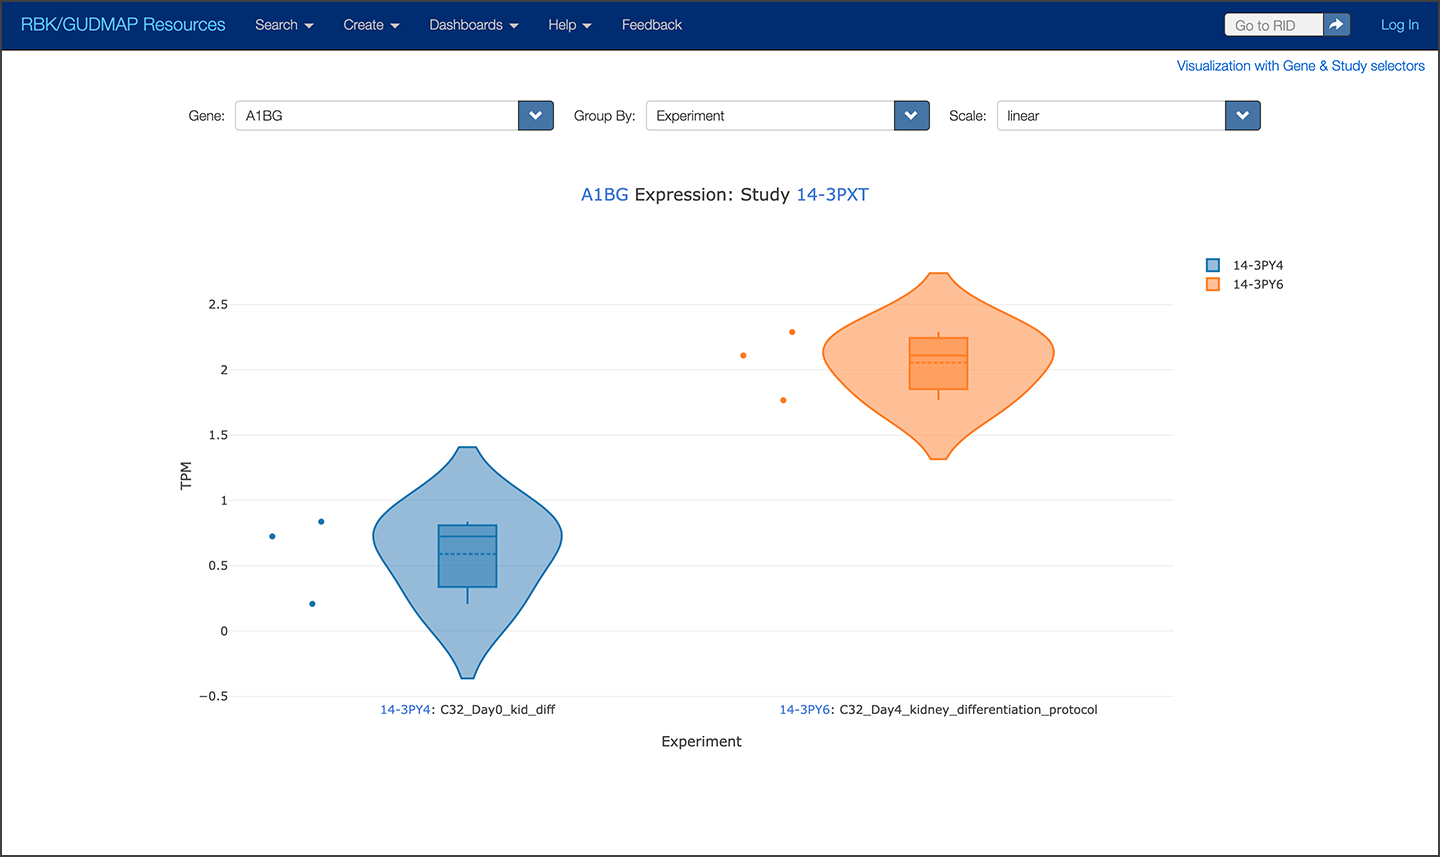 RBK/GUDMAP Resources Search Create Dashboards Help Feedback Go to RID Log In
Visualization with Gene & Study selectors
Gene: A1BG Group By: Experiment Scale: linear
A1BG Expression: Study 14-3PXT
14-3PY4
14-3PY6
2.5
2
1.5
1
0.5
0
−0.5
TPM
14-3PY4: C32_Day0_kid_diff 14-3PY6: C32_Day4_kidney_differentiation_protocol
Experiment